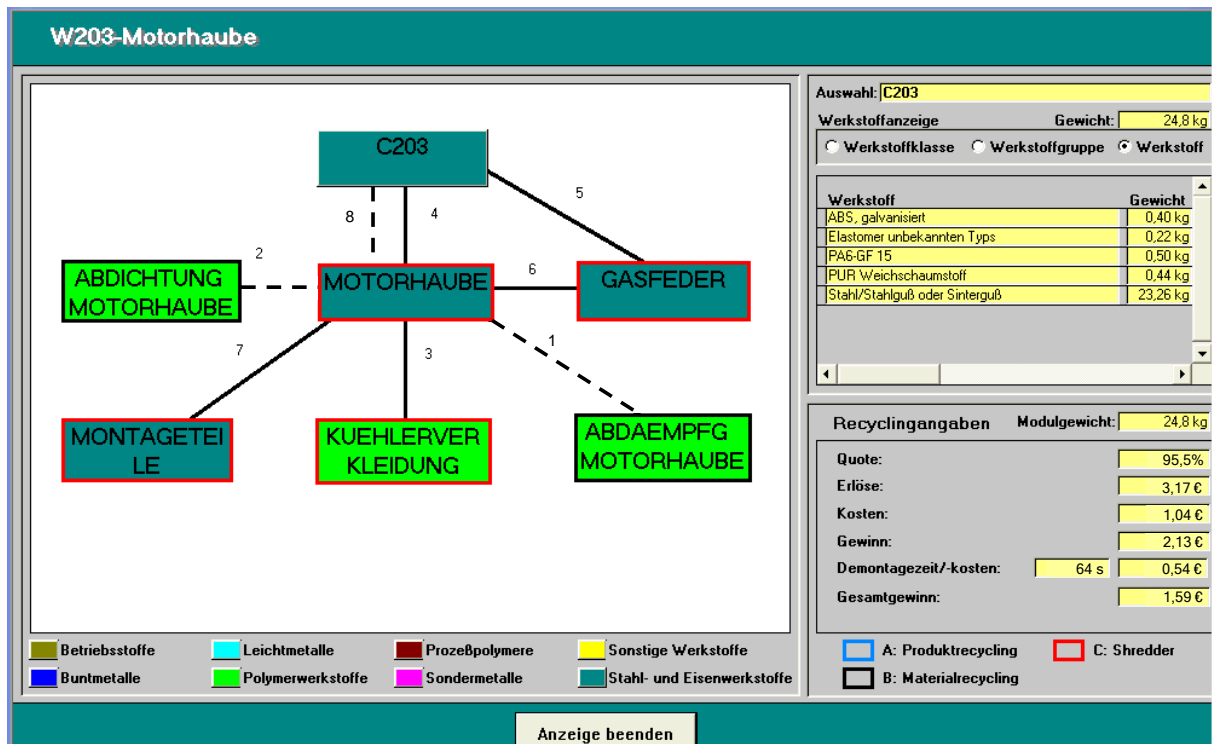 W203-Motorhaube
C203
5
8
4
2
ABDICHTUNG
MOTORHAUBE
MOTORHAUBE
6
GASFEDER
7
3
1
MONTAGETEI
LE
KUEHLERVER
KLEIDUNG
ABDAEMPFG
MOTORHAUBE
Betriebsstoffe
Leichtmetalle
Prozeßpolymere
Sonstige Werkstoffe
Buntmetalle
Polymerwerkstoffe
Sondermetalle
Stahl- und Eisenwerkstoffe
Auswahl: C203
Werkstoffanzeige Gewicht: 24,8 kg
Werkstoffklasse Werkstoffgruppe Werkstoff
Werkstoff Gewicht
ABS, galvanisiert 0,40 kg
Elastomer unbekannten Typs 0,22 kg
PA6-GF 15 0,50 kg
PUR Weichschaumstoff 0,44 kg
Stahl/Stahlguß oder Sinterguß 23,26 kg
Recyclingangaben Modulgewicht: 24,8 kg
Quote: 95,5%
Erlöse: 3,17 €
Kosten: 1,04 €
Gewinn: 2,13 €
Demontagezeit/-kosten: 64 s 0,54 €
Gesamtgewinn: 1,59 €
A: Produktrecycling C: Shredder
B: Materialrecycling
Anzeige beenden